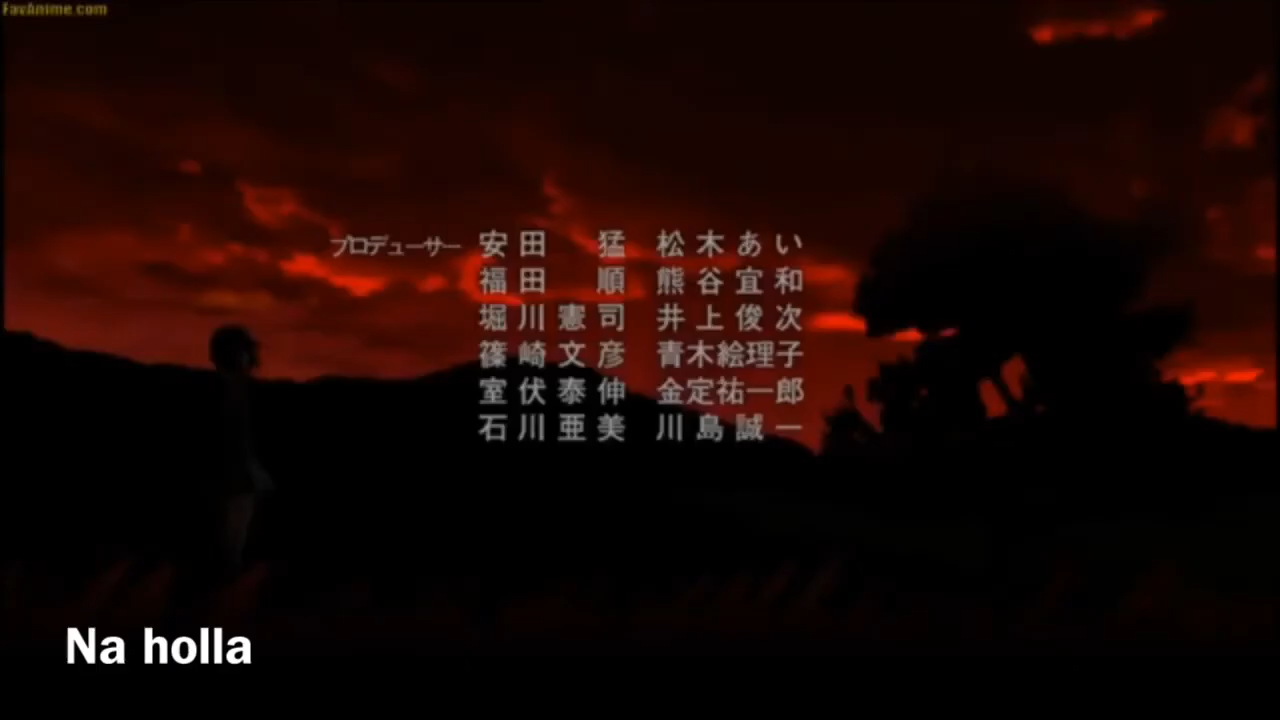 FavAnime.com
プロデューサー 安田 猛 松木あい
福田 順 熊谷宜和
堀川憲司 井上俊次
篠崎文彦 青木絵理子
室伏泰伸 金定祐一郎
石川亜美 川島誠一
Na holla